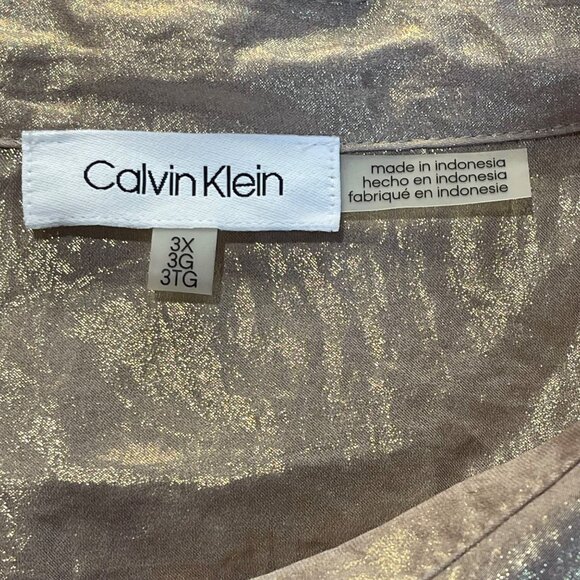 Calvin Klein
made in indonesia
hecho en indonesia
fabriqué en indonesie
3X
3G
3TG